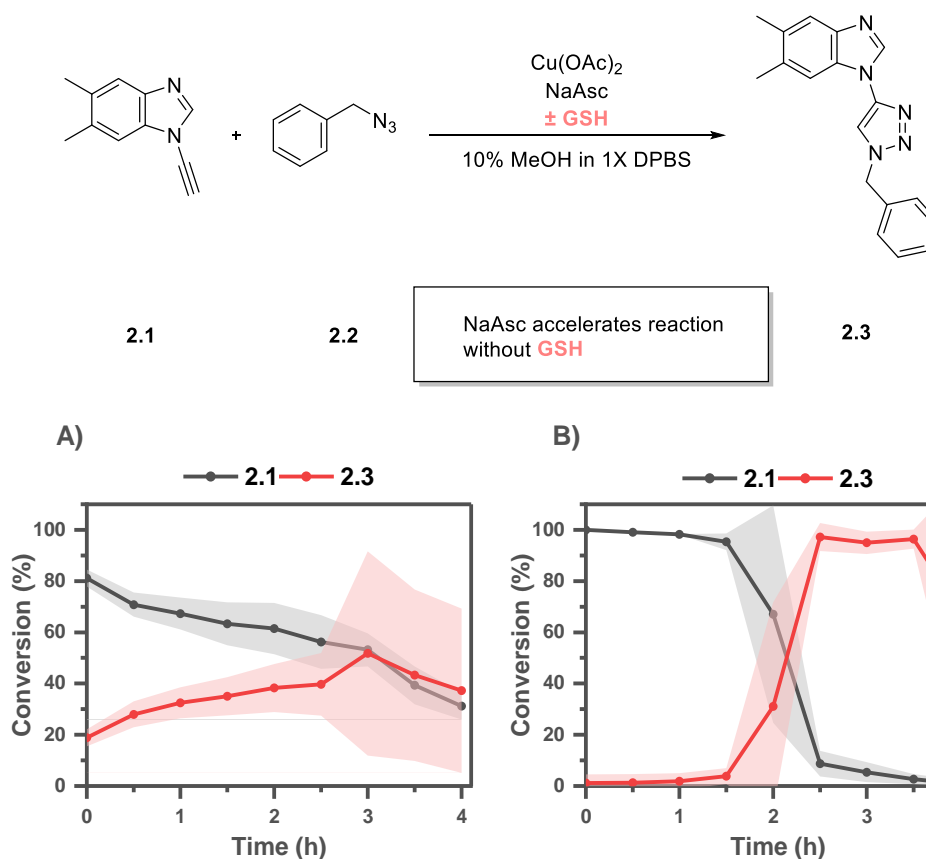 N
N
N
N
N
N
N
N₃
+
Cu(OAc)₂
NaAsc
± GSH
10% MeOH in 1X DPBS
2.1
2.2
NaAsc accelerates reaction
without GSH
2.3
A)
2.1 2.3
Conversion (%)
100
80
60
40
20
0
0 1 2 3 4
Time (h)
B)
2.1 2.3
Conversion (%)
100
80
60
40
20
0
0 1 2 3
Time (h)